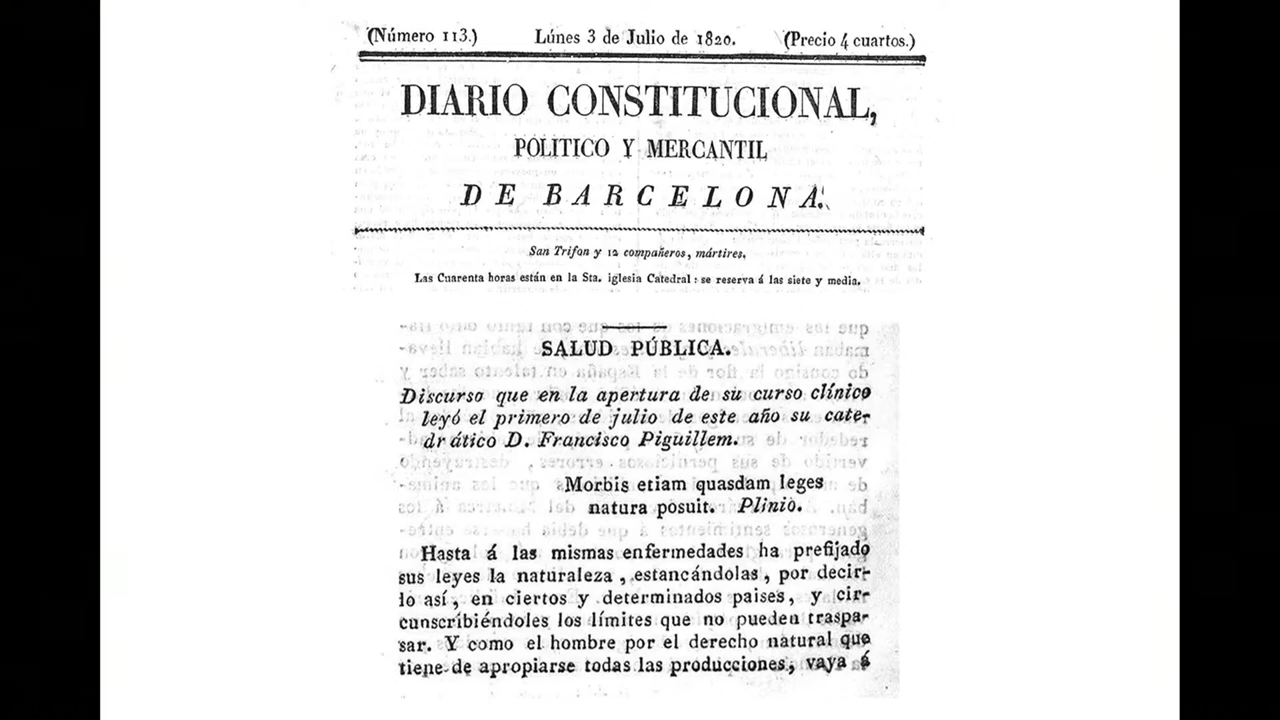 (Número 113.) Lúnes 3 de Julio de 1820. (Precio 4 cuartos.)
DIARIO CONSTITUCIONAL,
POLITICO Y MERCANTIL
DE BARCELONA.
San Trifon y 12 compañeros, mártires.
Las Cuarenta horas están en la Sta. iglesia Catedral: se reserva á las siete y media.
SALUD PÚBLICA.
Discurso que en la apertura de su curso clínico
leyó el primero de julio de este año su cate-
drático D. Francisco Piguillem.
Morbis etiam quasdam leges
natura posuit. Plinio.
Hasta á las mismas enfermedades ha prefijado
sus leyes la naturaleza, estancándolas, por decir-
lo así, en ciertos y determinados paises, y cir-
cunscribiéndoles los límites que no pueden traspa-
sar. Y como el hombre por el derecho natural que
tiene de apropiarse todas las producciones, vaya á